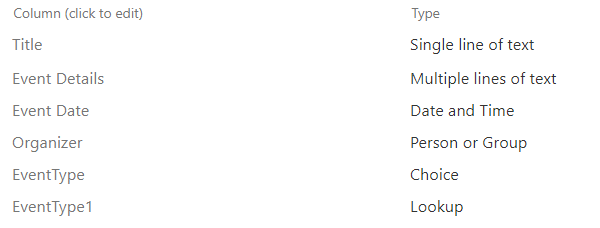 Column (click to edit) Type
Title Single line of text
Event Details Multiple lines of text
Event Date Date and Time
Organizer Person or Group
EventType Choice
EventType1 Lookup